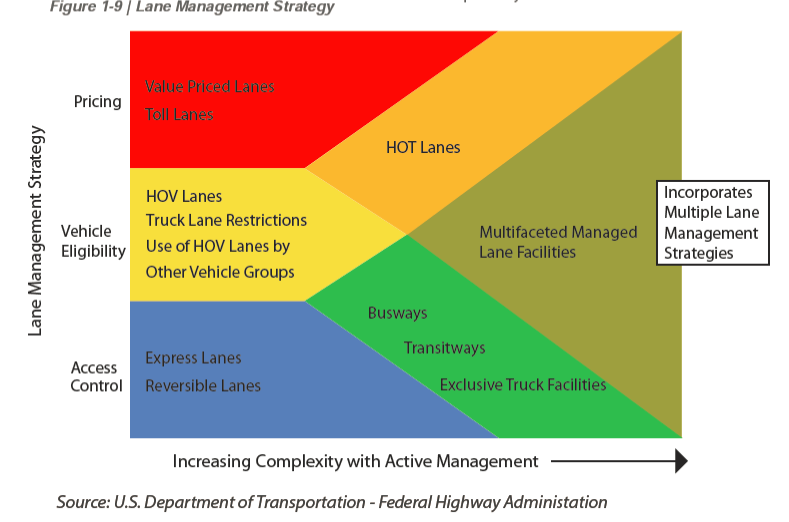 Figure 1-9 | Lane Management Strategy
Lane Management Strategy
Pricing
Value Priced Lanes
Toll Lanes
HOT Lanes
Vehicle
Eligibility
HOV Lanes
Truck Lane Restrictions
Use of HOV Lanes by
Other Vehicle Groups
Multifaceted Managed
Lane Facilities
Incorporates
Multiple Lane
Management
Strategies
Busways
Transitways
Exclusive Truck Facilities
Access
Control
Express Lanes
Reversible Lanes
Increasing Complexity with Active Management
Source: U.S. Department of Transportation - Federal Highway Administation